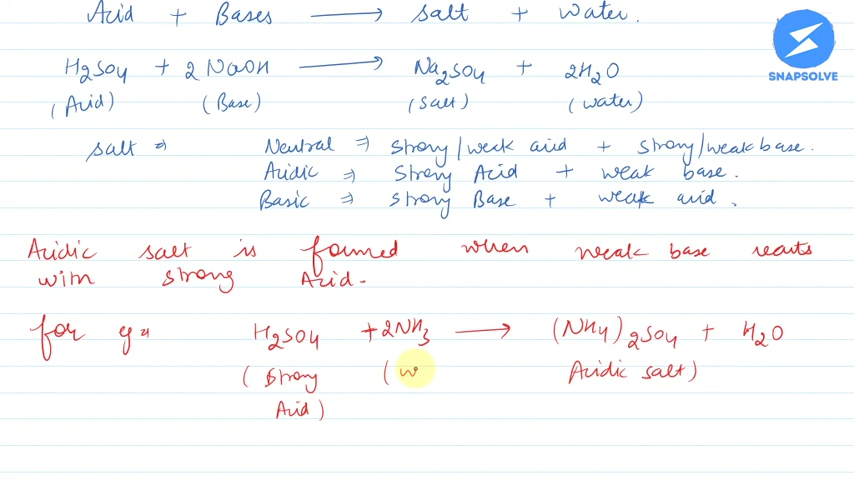 Acid + Bases ⟶ salt + Water.
SNAPSOLVE
H2SO4 + 2 NaOH ⟶ Na2SO4 + 2H2O
(Acid) (Base) (salt) (water)
salt ⇒ Neutral ⇒ strong/weak acid + strong/weak base.
Acidic ⇒ strong Acid + weak base.
Basic ⇒ strong Base + weak acid.
Acidic salt is formed when weak base reacts
with strong Acid.
for eg ⇒ H2SO4 + 2NH3 ⟶ (NH4)2SO4 + H2O
(strong (w Acidic salt)
Acid)